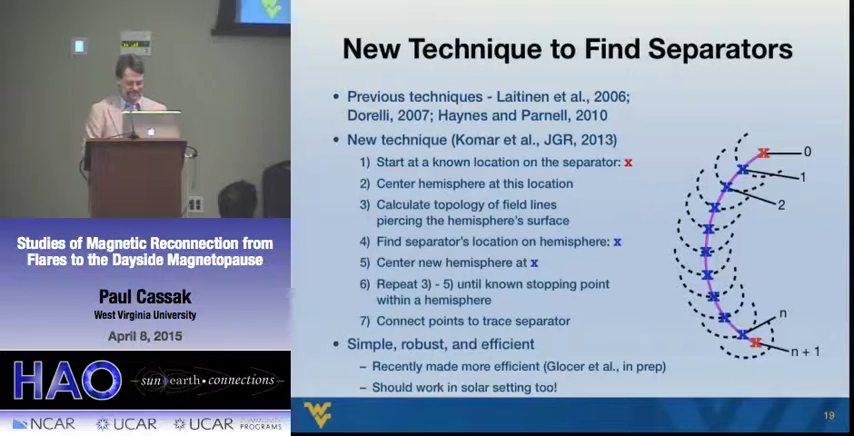 New Technique to Find Separators
• Previous techniques - Laitinen et al., 2006;
Dorelli, 2007; Haynes and Parnell, 2010
• New technique (Komar et al., JGR, 2013)
1) Start at a known location on the separator: x
2) Center hemisphere at this location
3) Calculate topology of field lines
piercing the hemisphere's surface
4) Find separator's location on hemisphere: x
5) Center new hemisphere at x
6) Repeat 3) - 5) until known stopping point
within a hemisphere
7) Connect points to trace separator
• Simple, robust, and efficient
– Recently made more efficient (Glocer et al., in prep)
– Should work in solar setting too!
0
1
2
n
n + 1
19
Studies of Magnetic Reconnection from
Flares to the Dayside Magnetopause
Paul Cassak
West Virginia University
April 8, 2015
HAO
sun earth • connections
NCAR
UCAR
UCAR
PROGRAMS